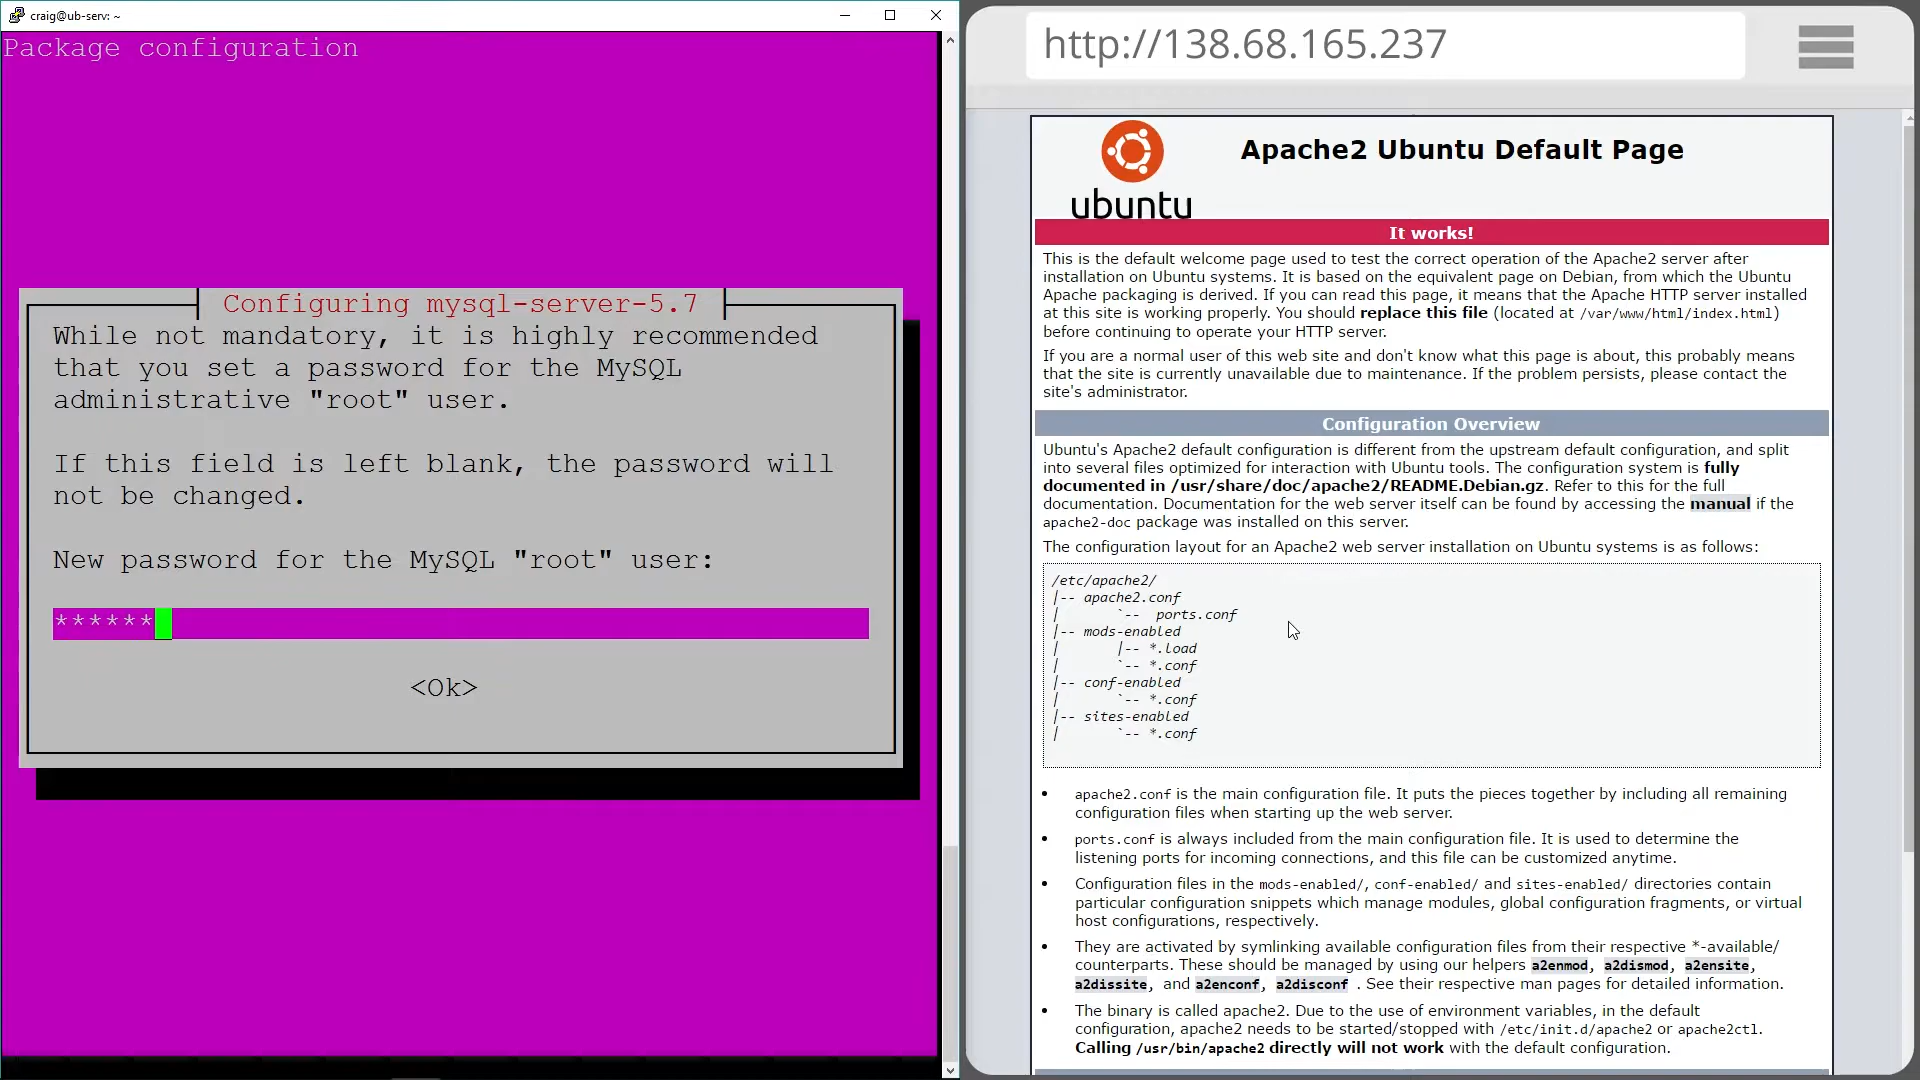 craig@ub-serv: ~
Package configuration
Configuring mysql-server-5.7
While not mandatory, it is highly recommended
that you set a password for the MySQL
administrative "root" user.
If this field is left blank, the password will
not be changed.
New password for the MySQL "root" user:
******
<Ok>
http://138.68.165.237
ubuntu
Apache2 Ubuntu Default Page
It works!
This is the default welcome page used to test the correct operation of the Apache2 server after
installation on Ubuntu systems. It is based on the equivalent page on Debian, from which the Ubuntu
Apache packaging is derived. If you can read this page, it means that the Apache HTTP server installed
at this site is working properly. You should replace this file (located at /var/www/html/index.html)
before continuing to operate your HTTP server.
If you are a normal user of this web site and don't know what this page is about, this probably means
that the site is currently unavailable due to maintenance. If the problem persists, please contact the
site's administrator.
Configuration Overview
Ubuntu's Apache2 default configuration is different from the upstream default configuration, and split
into several files optimized for interaction with Ubuntu tools. The configuration system is fully
documented in /usr/share/doc/apache2/README.Debian.gz. Refer to this for the full
documentation. Documentation for the web server itself can be found by accessing the manual if the
apache2-doc package was installed on this server.
The configuration layout for an Apache2 web server installation on Ubuntu systems is as follows:
/etc/apache2/
|-- apache2.conf
|       `--  ports.conf
|-- mods-enabled
|       |-- *.load
|       `-- *.conf
|-- conf-enabled
|       `-- *.conf
|-- sites-enabled
|       `-- *.conf
• apache2.conf is the main configuration file. It puts the pieces together by including all remaining
configuration files when starting up the web server.
• ports.conf is always included from the main configuration file. It is used to determine the
listening ports for incoming connections, and this file can be customized anytime.
• Configuration files in the mods-enabled/, conf-enabled/ and sites-enabled/ directories contain
particular configuration snippets which manage modules, global configuration fragments, or virtual
host configurations, respectively.
• They are activated by symlinking available configuration files from their respective *-available/
counterparts. These should be managed by using our helpers a2enmod, a2dismod, a2ensite,
a2dissite, and a2enconf, a2disconf . See their respective man pages for detailed information.
• The binary is called apache2. Due to the use of environment variables, in the default
configuration, apache2 needs to be started/stopped with /etc/init.d/apache2 or apache2ctl.
Calling /usr/bin/apache2 directly will not work with the default configuration.